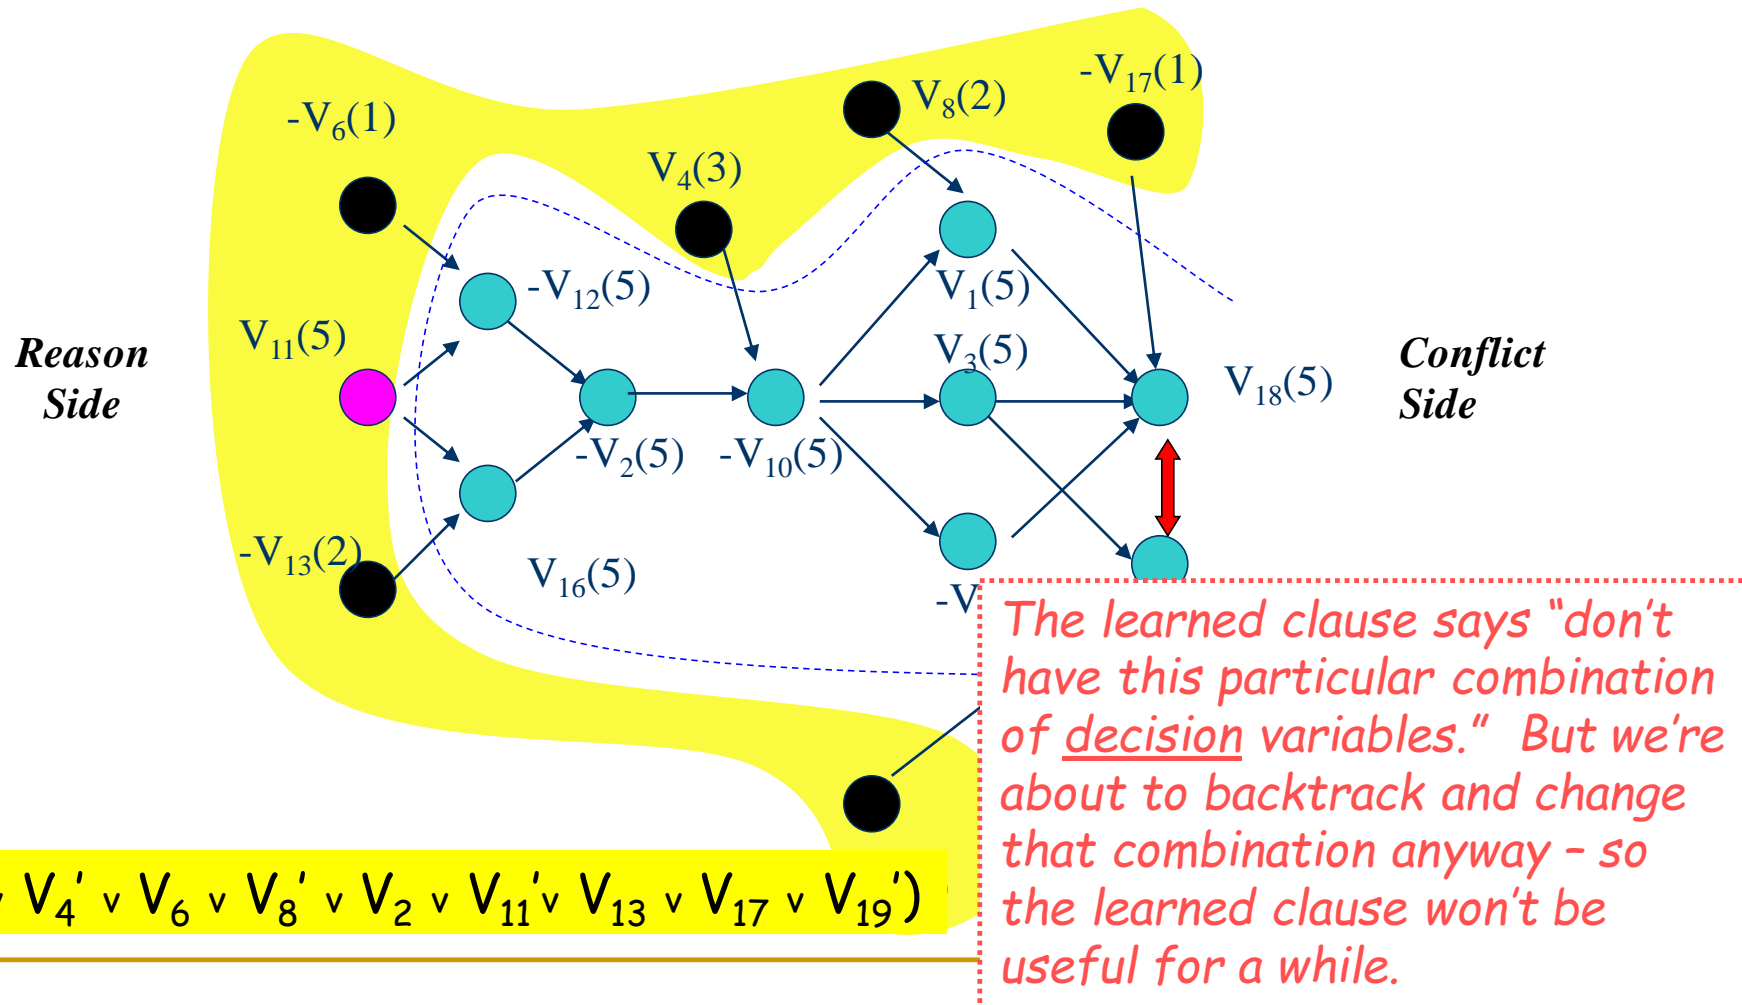 -V₁₇(1)
V₈(2)
-V₆(1)
V₄(3)
-V₁₂(5)
V₁(5)
V₁₁(5)
V₃(5)
Reason
Side
Conflict
Side
V₁₈(5)
-V₂(5)
-V₁₀(5)
-V₁₃(2)
V₁₆(5)
-V
The learned clause says “don’t
have this particular combination
of decision variables.” But we’re
about to backtrack and change
that combination anyway – so
the learned clause won’t be
useful for a while.
V₄' v V₆ v V₈' v V₂ v V₁₁' v V₁₃ v V₁₇ v V₁₉')